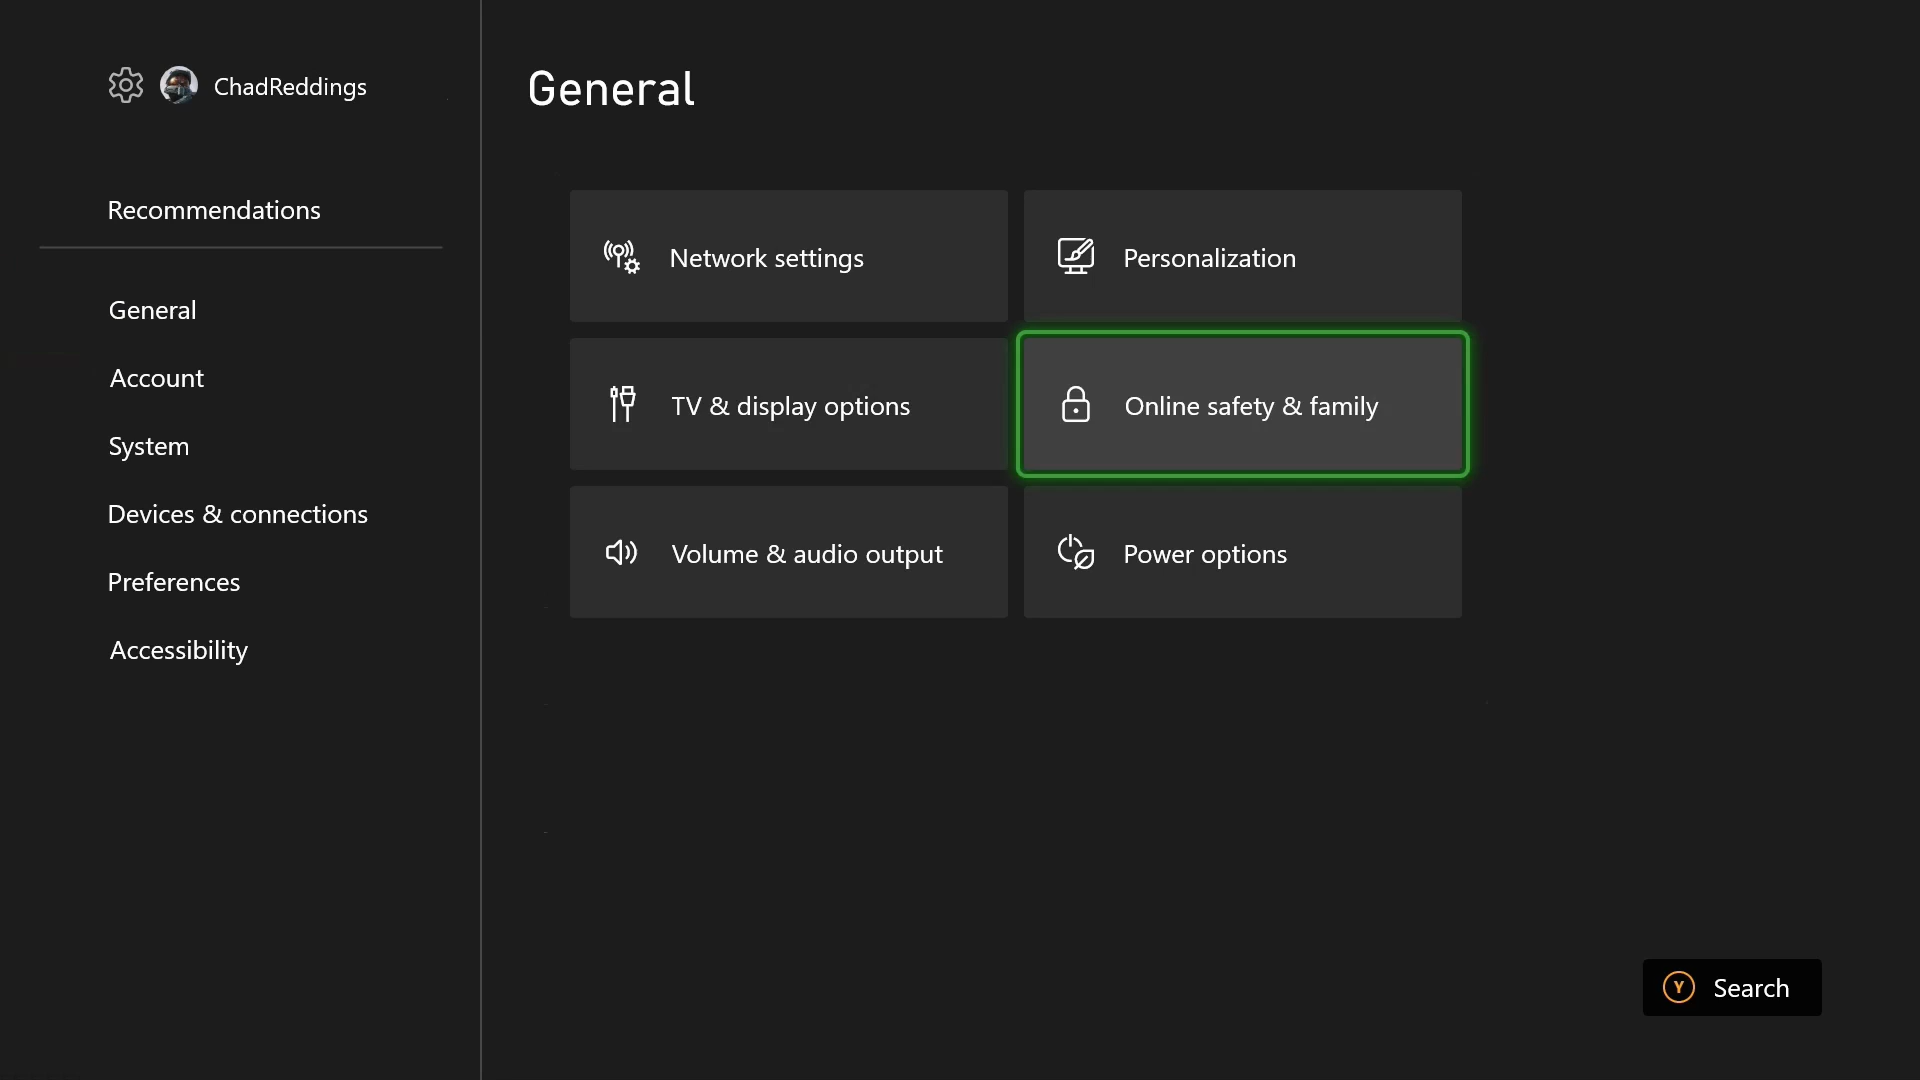 ChadReddings
Recommendations
General
Account
System
Devices & connections
Preferences
Accessibility
General
Network settings
Personalization
TV & display options
Online safety & family
Volume & audio output
Power options
Y Search